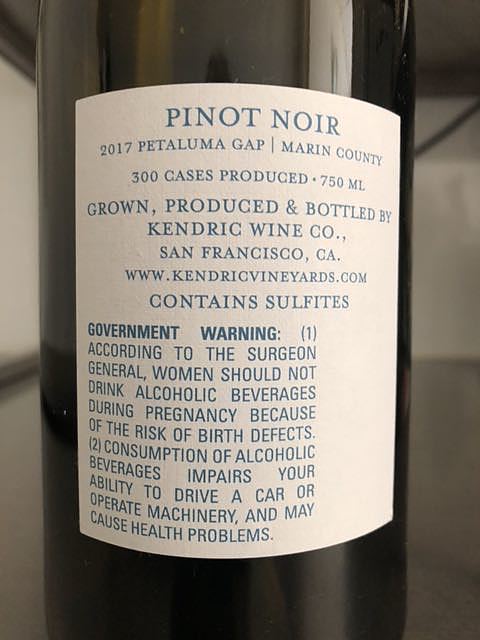 PINOT NOIR
2017 PETALUMA GAP | MARIN COUNTY
300 CASES PRODUCED • 750 ML
GROWN, PRODUCED & BOTTLED BY
KENDRIC WINE CO.,
SAN FRANCISCO, CA.
WWW.KENDRICVINEYARDS.COM
CONTAINS SULFITES
GOVERNMENT WARNING: (1)
ACCORDING TO THE SURGEON
GENERAL, WOMEN SHOULD NOT
DRINK ALCOHOLIC BEVERAGES
DURING PREGNANCY BECAUSE
OF THE RISK OF BIRTH DEFECTS.
(2) CONSUMPTION OF ALCOHOLIC
BEVERAGES IMPAIRS YOUR
ABILITY TO DRIVE A CAR OR
OPERATE MACHINERY, AND MAY
CAUSE HEALTH PROBLEMS.